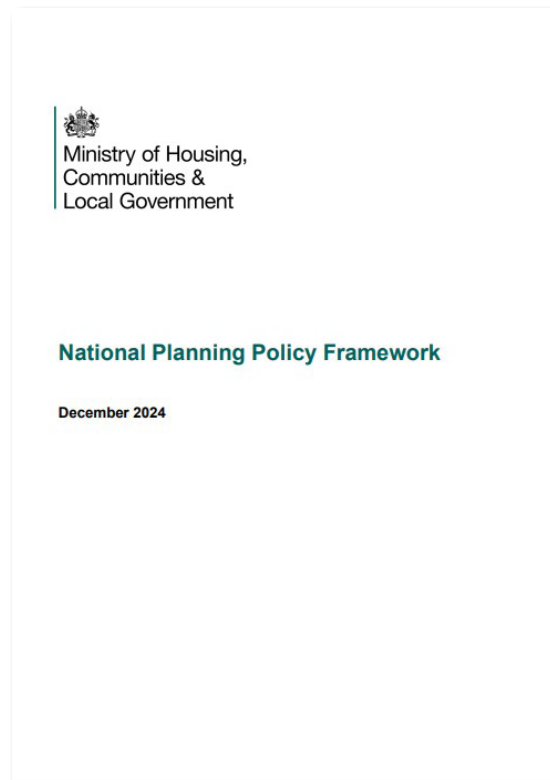 Ministry of Housing,
Communities &
Local Government
National Planning Policy Framework
December 2024